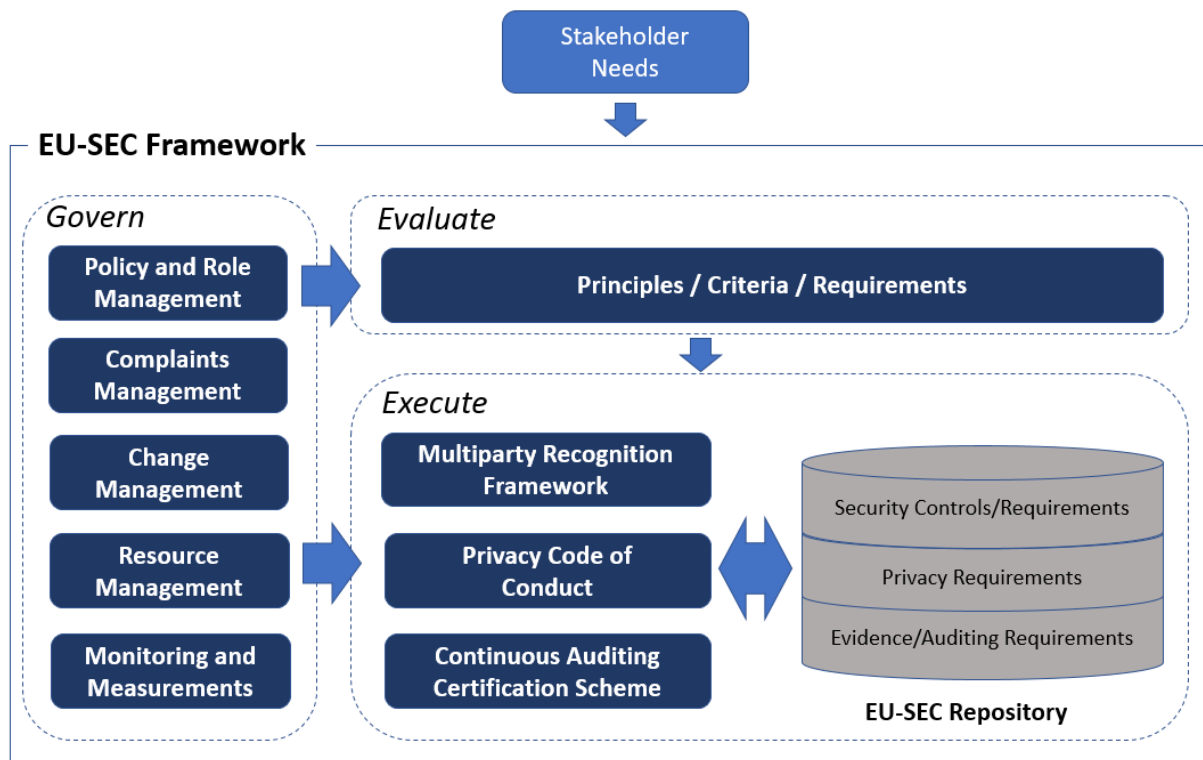 Stakeholder
Needs
EU-SEC Framework
Govern
Policy and Role
Management
Complaints
Management
Change
Management
Resource
Management
Monitoring and
Measurements
Evaluate
Principles / Criteria / Requirements
Execute
Multiparty Recognition
Framework
Privacy Code of
Conduct
Continuous Auditing
Certification Scheme
Security Controls/Requirements
Privacy Requirements
Evidence/Auditing Requirements
EU-SEC Repository